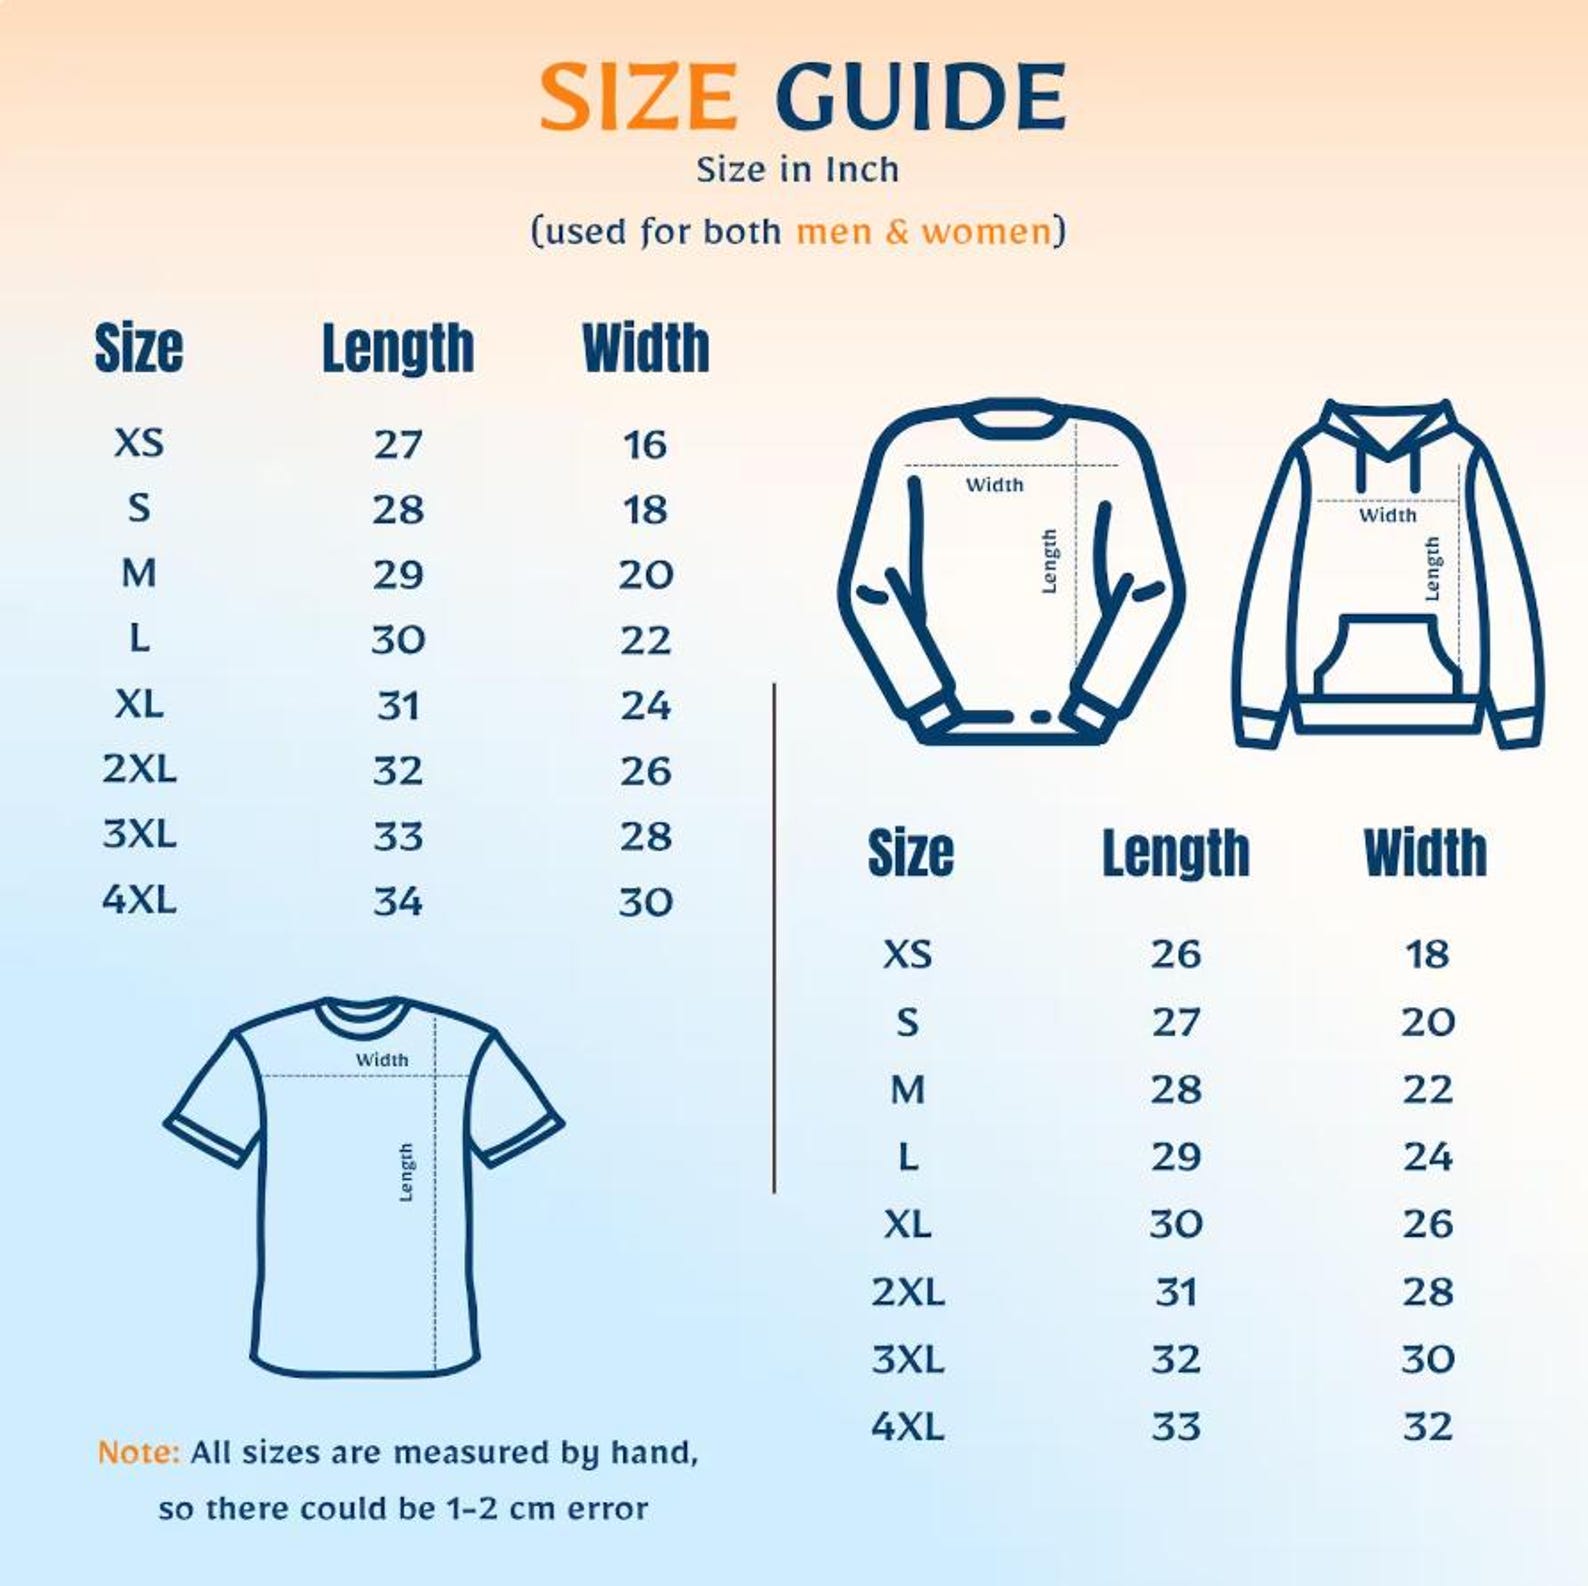 SIZE GUIDE
Size in Inch
(used for both men & women)
Size Length Width
XS 27 16
S 28 18
M 29 20
L 30 22
XL 31 24
2XL 32 26
3XL 33 28
4XL 34 30
Width
Length
Note: All sizes are measured by hand,
so there could be 1-2 cm error
Width
Length
Width
Length
Size Length Width
XS 26 18
S 27 20
M 28 22
L 29 24
XL 30 26
2XL 31 28
3XL 32 30
4XL 33 32